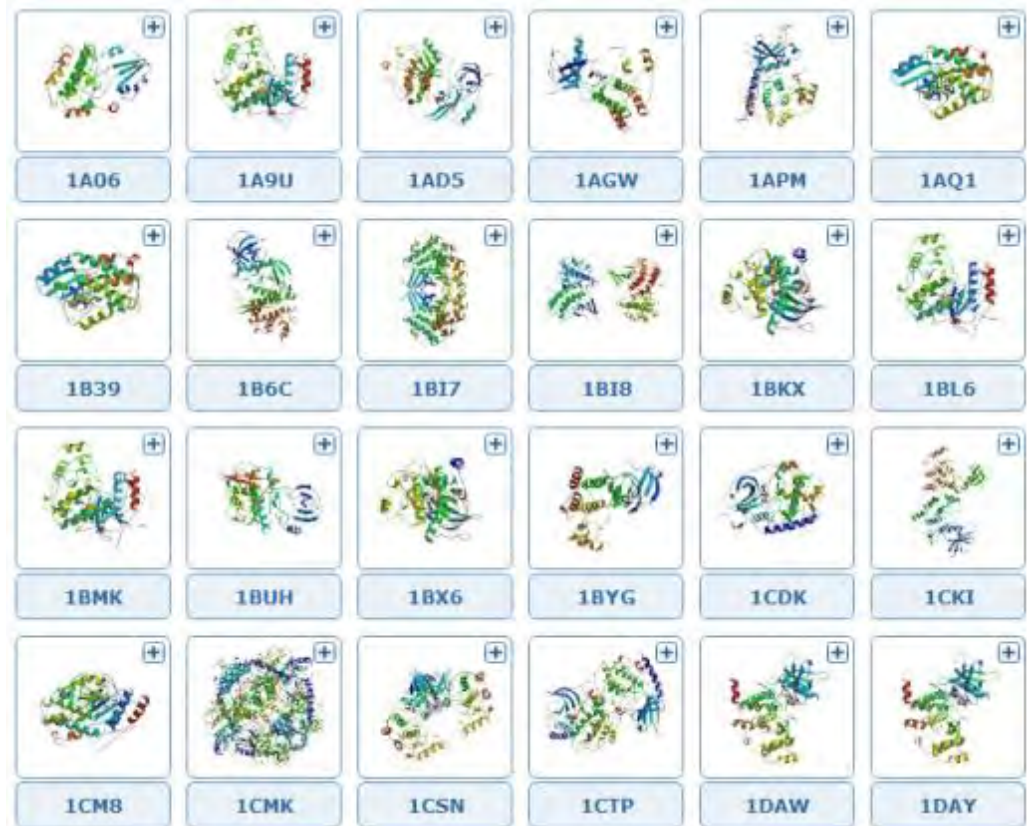 1A06 1A9U 1AD5 1AGW 1APM 1AQ1
1B39 1B6C 1BI7 1BI8 1BKX 1BL6
1BMK 1BUH 1BX6 1BYG 1CDK 1CKI
1CM8 1CMK 1CSN 1CTP 1DAW 1DAY